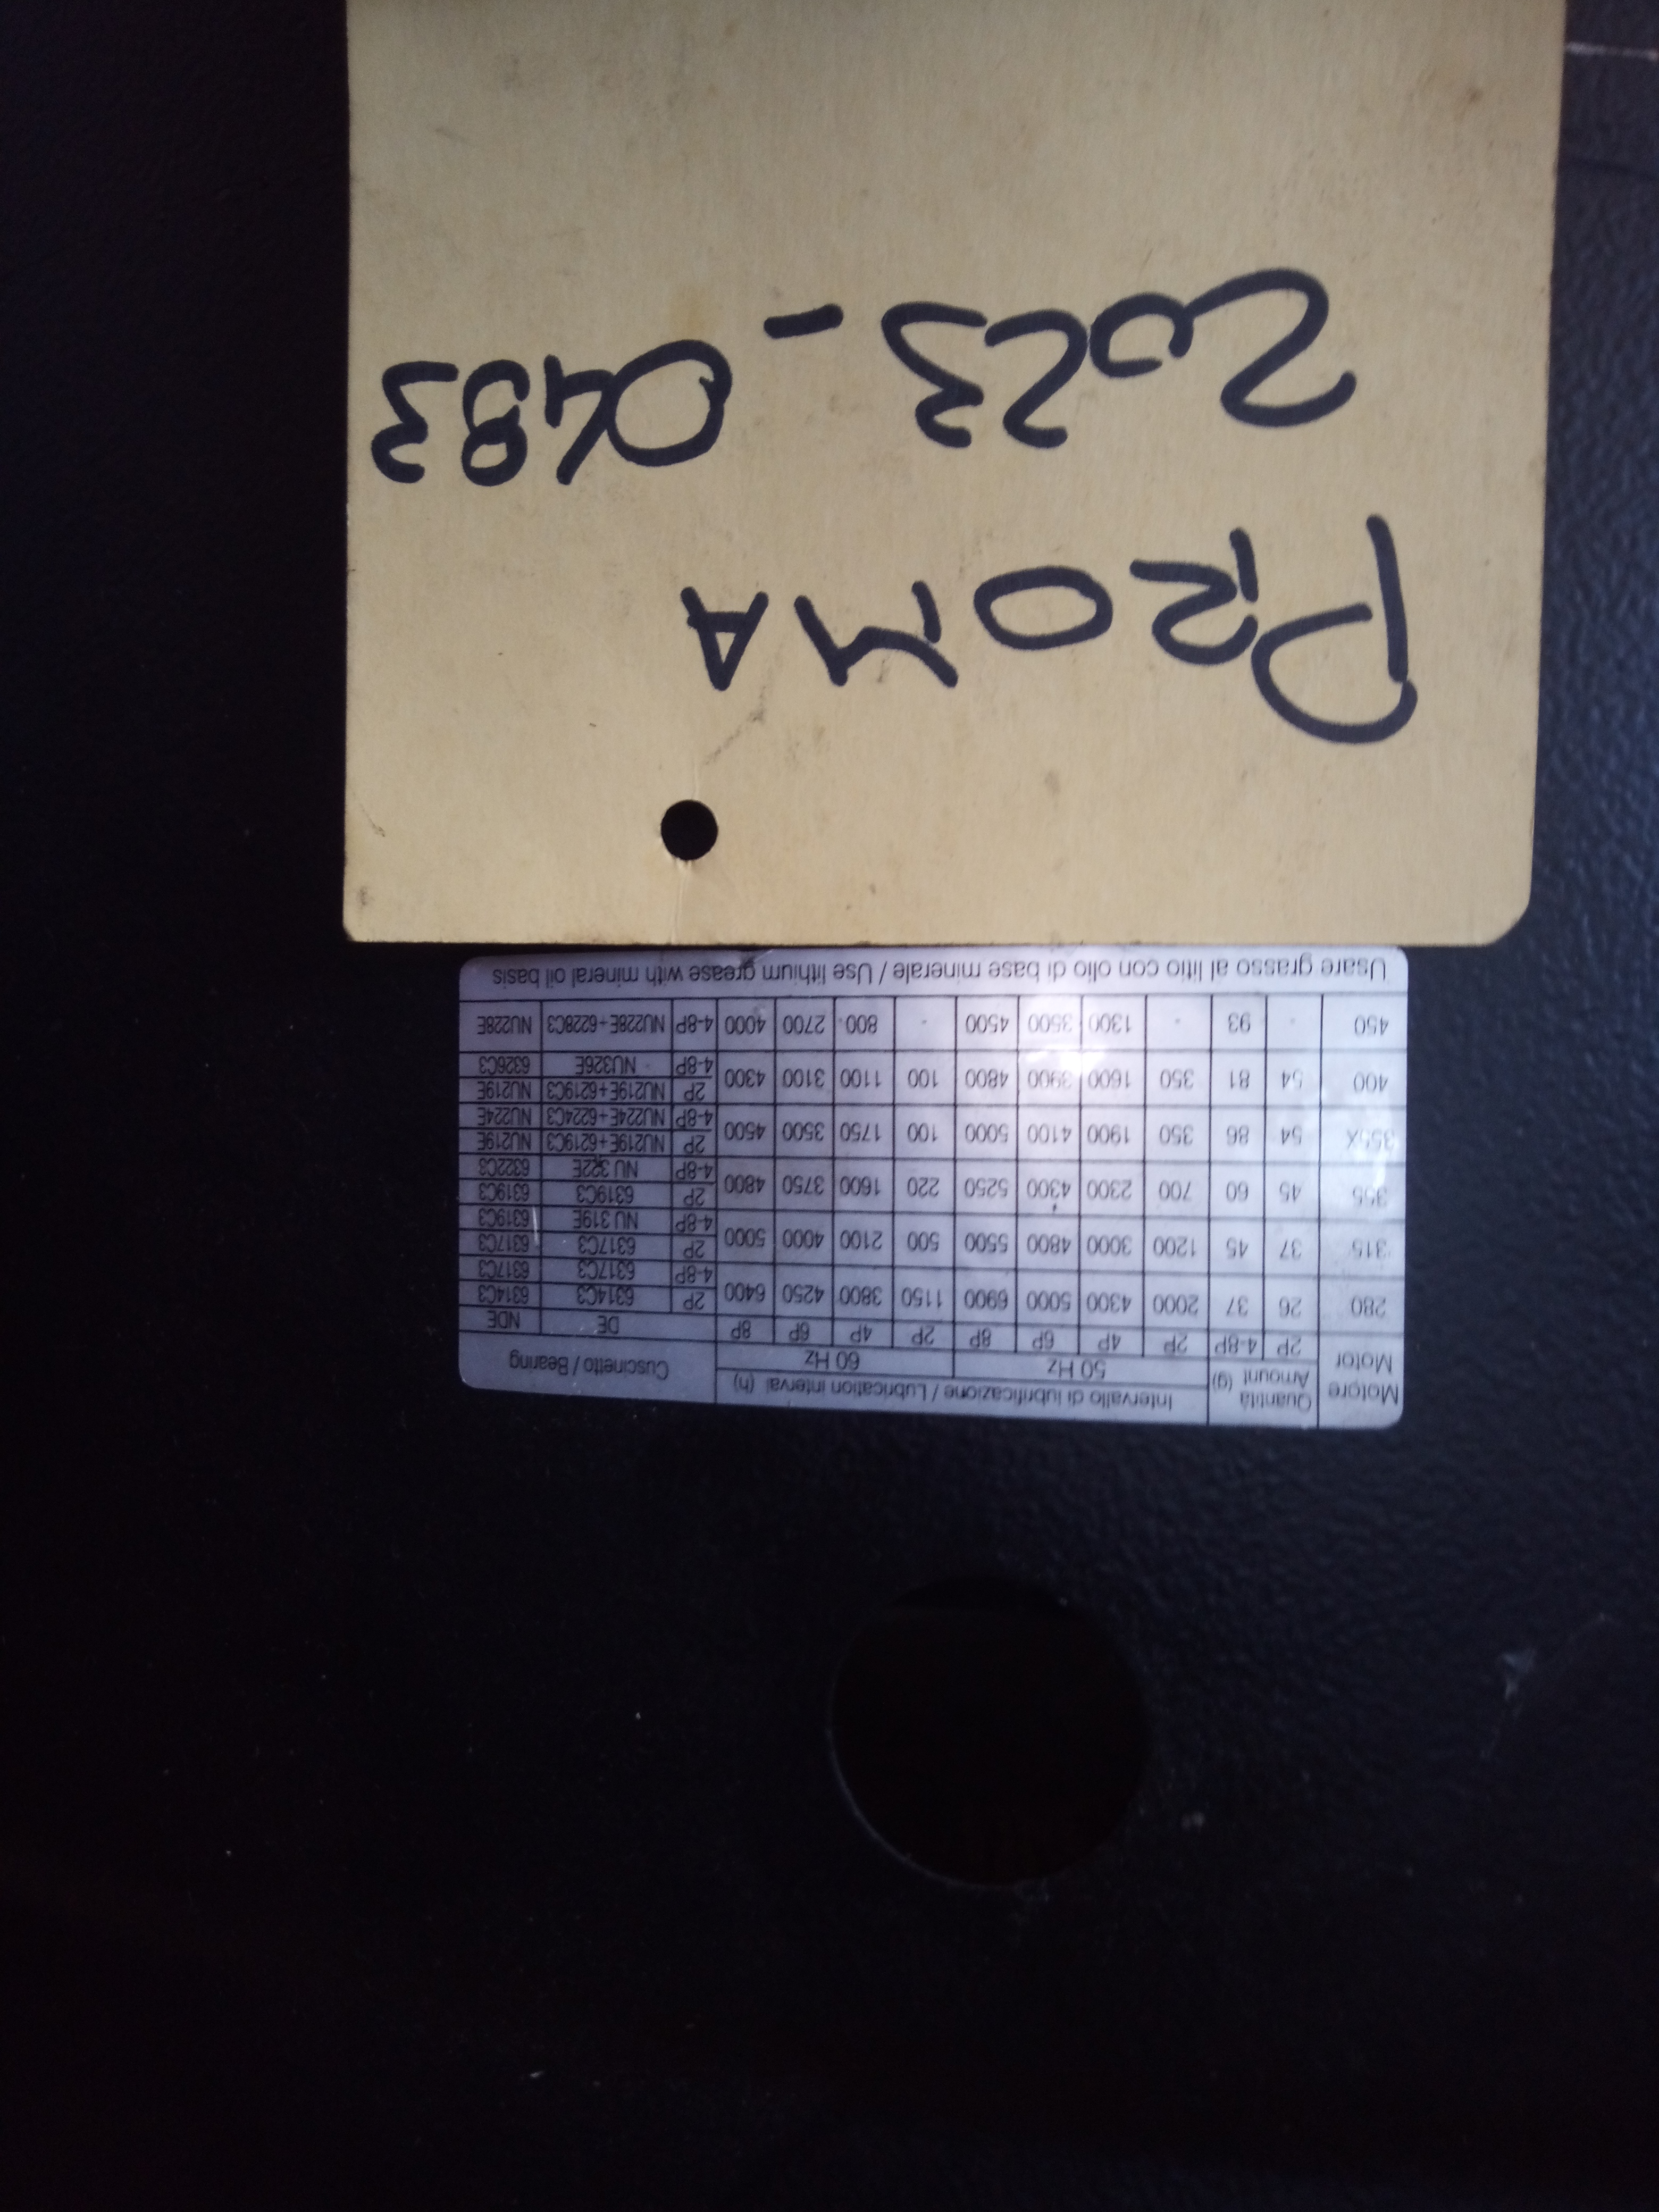 Motore Quantità Intervallo di lubrificazione / Lubrication interval (h) Cuscinetto / Bearing
Motor Amount (g) 50 Hz 60 Hz
2P 4-8P 2P 4P 6P 8P 2P 4P 6P 8P DE NDE
280 26 37 2000 4300 5000 6900 1150 3800 4250 6400 2P 6314C3 6314C3
4-8P 6317C3 6317C3
315 37 45 1200 3000 4800 5500 500 2100 4000 5000 2P 6317C3 6317C3
4-8P NU 319E 6319C3
355 45 60 700 2300 4300 5250 220 1600 3750 4800 2P 6319C3 6319C3
4-8P NU 322E 6322C3
355X 54 86 350 1900 4100 5000 100 1750 3500 4500 2P NU219E+6219C3 NU219E
4-8P NU224E+6224C3 NU224E
400 54 81 350 1600 3900 4800 100 1100 3100 4300 2P NU219E+6219C3 NU219E
4-8P NU326E 6326C3
450 - 93 - 1300 3500 4500 - 800 2700 4000 4-8P NU228E+6228C3 NU228E
Usare grasso al litio con olio di base minerale / Use lithium grease with mineral oil basis
PROMA
2023-0483